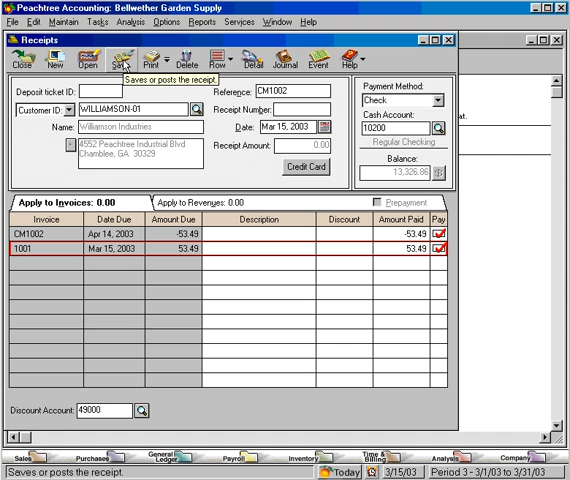 Peachtree Accounting: Bellwether Garden Supply
File Edit Maintain Tasks Analysis Options Reports Services Window Help
Receipts
Close New Open Save Print Delete Row Detail Journal Event Help
Saves or posts the receipt.
Deposit ticket ID:
Reference: CM1002
Payment Method:
Check
Customer ID: WILLIAMSON-01
Receipt Number:
Cash Account:
Name: Williamson Industries
Date: Mar 15, 2003
10200
Regular Checking
4552 Peachtree Industrial Blvd
Chamblee, GA 30329
Receipt Amount: 0.00
Balance:
Credit Card
13,326.86
at.
Apply to Invoices: 0.00
Apply to Revenues: 0.00
Prepayment
Invoice Date Due Amount Due Description Discount Amount Paid Pay
CM1002 Apr 14, 2003 -53.49 -53.49
1001 Mar 15, 2003 53.49 53.49
Discount Account: 49000
Sales Purchases General Ledger Payroll Inventory Time & Billing Analysis Company
Saves or posts the receipt.
Today 3/15/03 Period 3 - 3/1/03 to 3/31/03